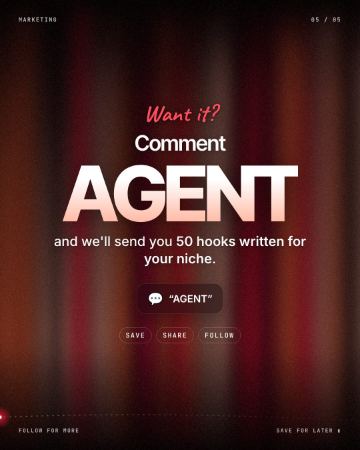 MARKETING
05 / 05
Want it?
Comment
AGENT
and we'll send you 50 hooks written for
your niche.
“AGENT”
SAVE
SHARE
FOLLOW
FOLLOW FOR MORE
SAVE FOR LATER